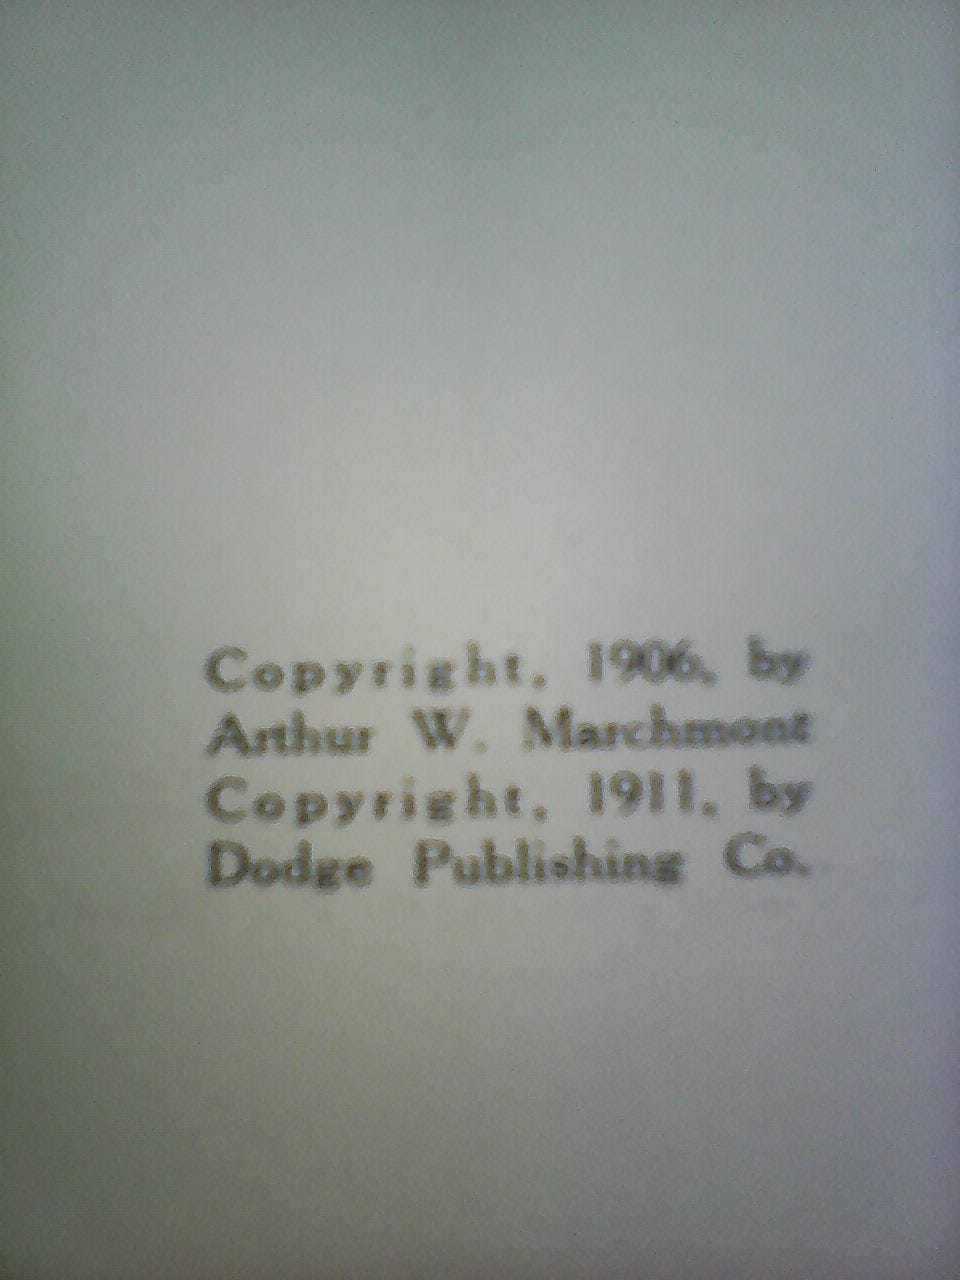 Copyright, 1906, by
Arthur W. Marchmont
Copyright, 1911, by
Dodge Publishing Co.